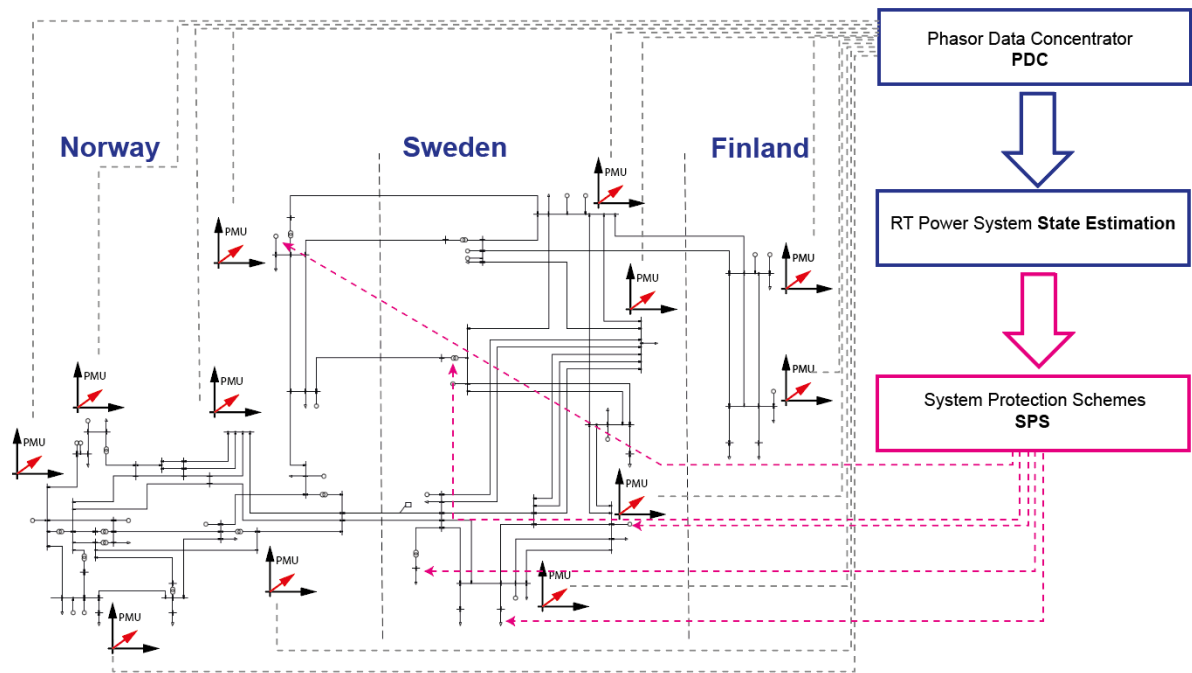 Phasor Data Concentrator
PDC
Norway
Sweden
Finland
PMU
PMU
RT Power System State Estimation
PMU
PMU
PMU
PMU
PMU
PMU
System Protection Schemes
SPS
PMU
PMU
PMU
PMU
PMU